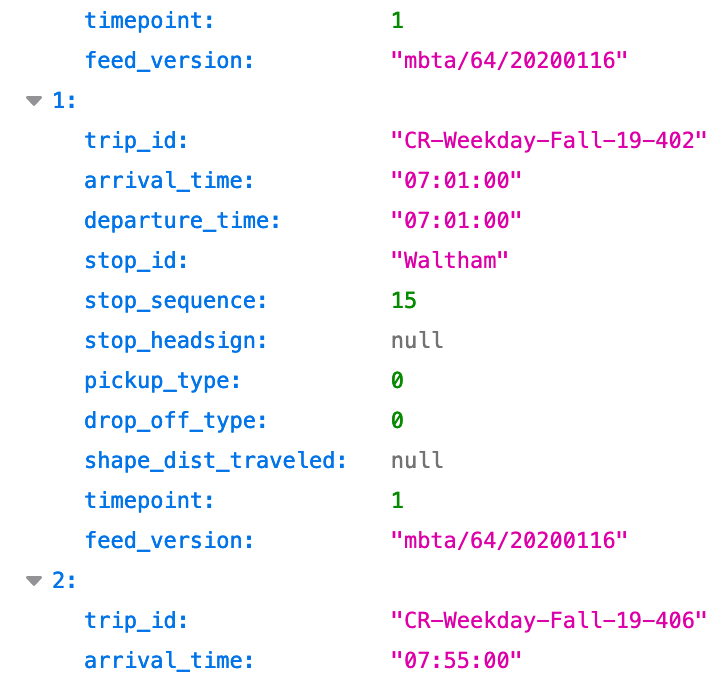 timepoint: 1
feed_version: "mbta/64/20200116"
1:
trip_id: "CR-Weekday-Fall-19-402"
arrival_time: "07:01:00"
departure_time: "07:01:00"
stop_id: "Waltham"
stop_sequence: 15
stop_headsign: null
pickup_type: 0
drop_off_type: 0
shape_dist_traveled: null
timepoint: 1
feed_version: "mbta/64/20200116"
2:
trip_id: "CR-Weekday-Fall-19-406"
arrival_time: "07:55:00"